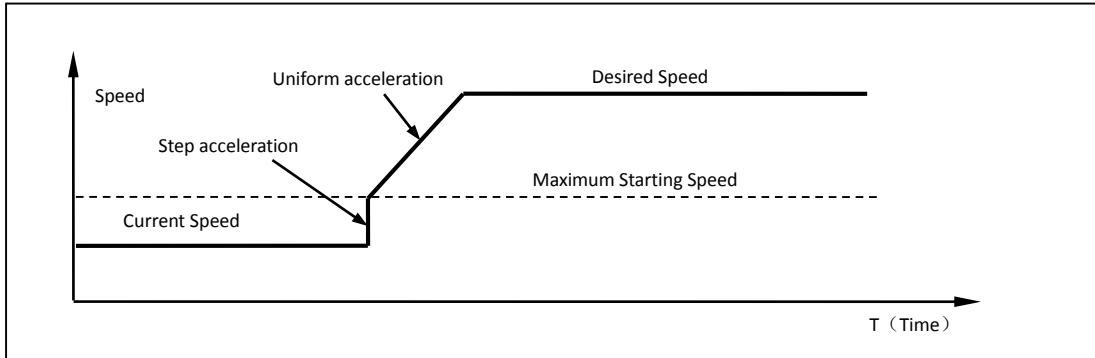 Uniform acceleration
Desired Speed
Speed
Step acceleration
Maximum Starting Speed
Current Speed
T（Time）